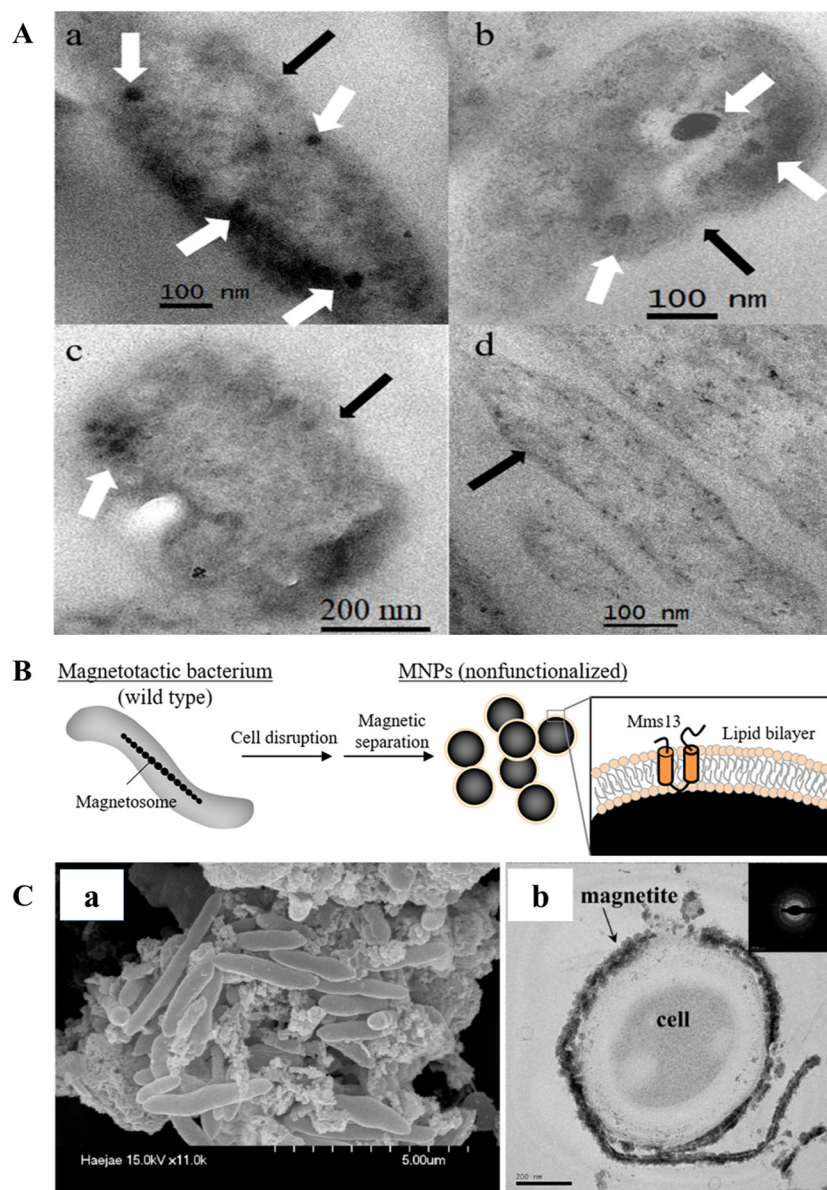 A
a
b
100 nm
100 nm
c
d
200 nm
100 nm
B
Magnetotactic bacterium
(wild type)
MNPs (nonfunctionalized)
Cell disruption
Magnetic
separation
Magnetosome
Mms13
Lipid bilayer
C
a
b
magnetite
cell
Haejae 15.0kV x11.0k
5.00um
200 nm